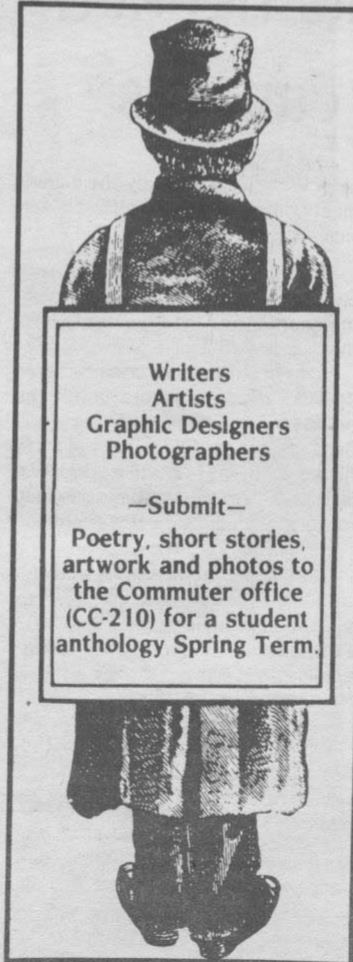 Writers
Artists
Graphic Designers
Photographers
—Submit—
Poetry, short stories,
artwork and photos to
the Commuter office
(CC-210) for a student
anthology Spring Term.